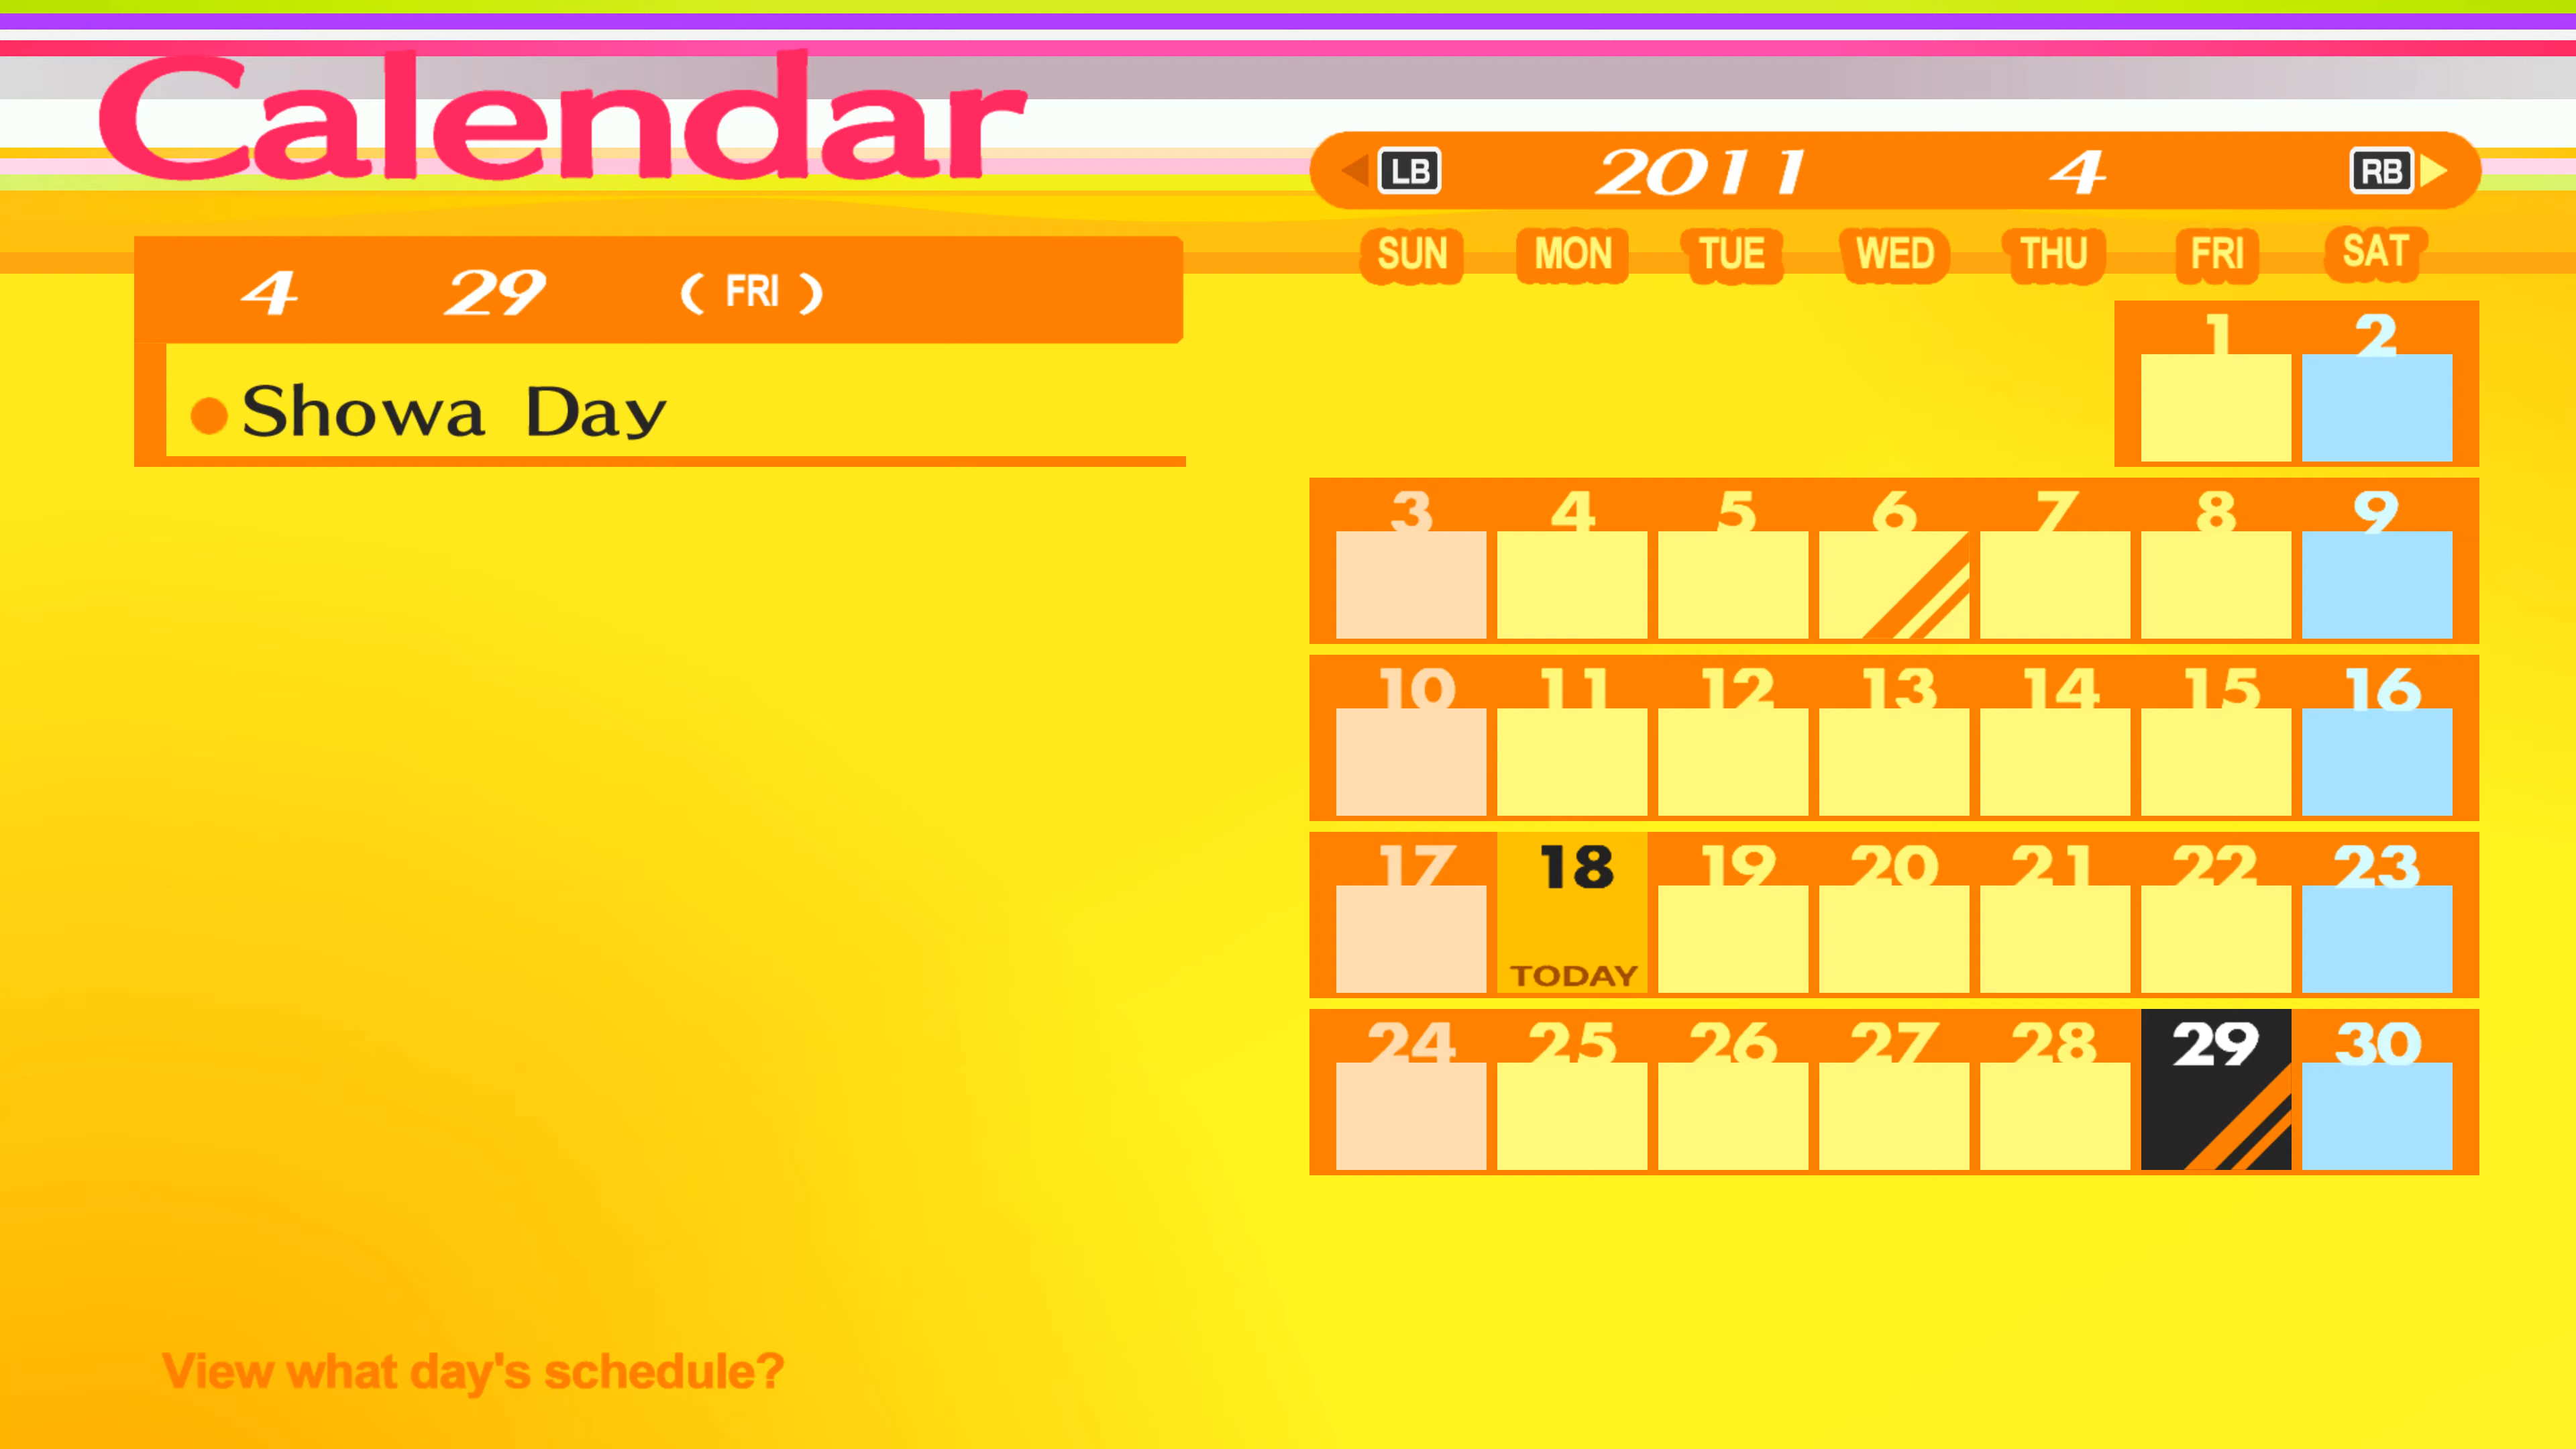 Calendar
LB 2011 4 RB
SUN MON TUE WED THU FRI SAT
4 29 ( FRI )
Showa Day
1 2
3 4 5 6 7 8 9
10 11 12 13 14 15 16
17 18 19 20 21 22 23
TODAY
24 25 26 27 28 29 30
View what day's schedule?